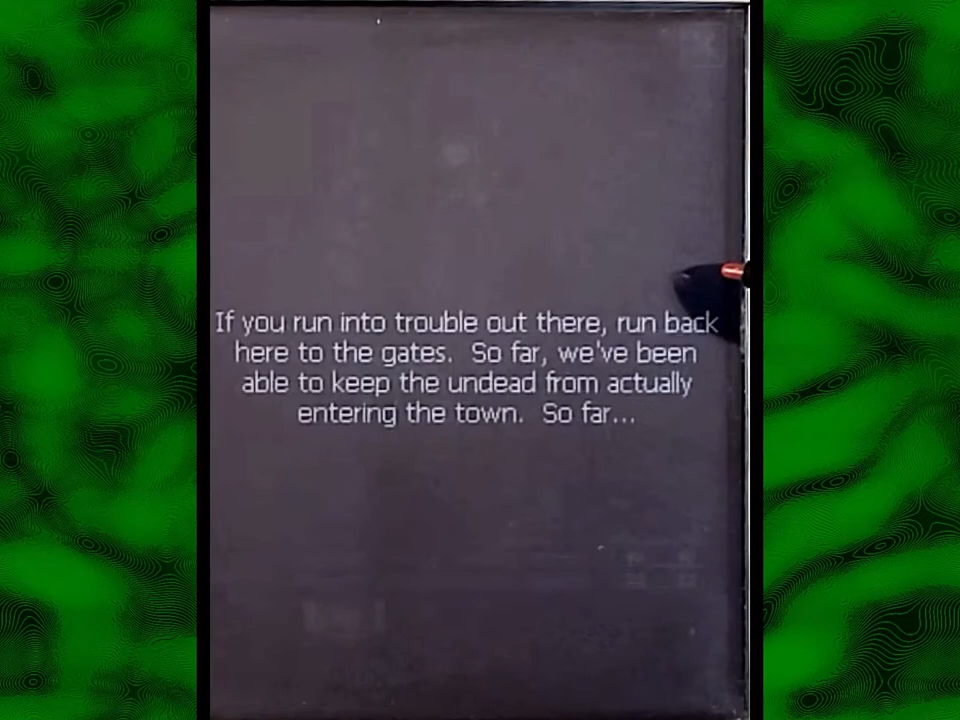 If you run into trouble out there, run back
here to the gates.  So far, we've been
able to keep the undead from actually
entering the town.  So far...